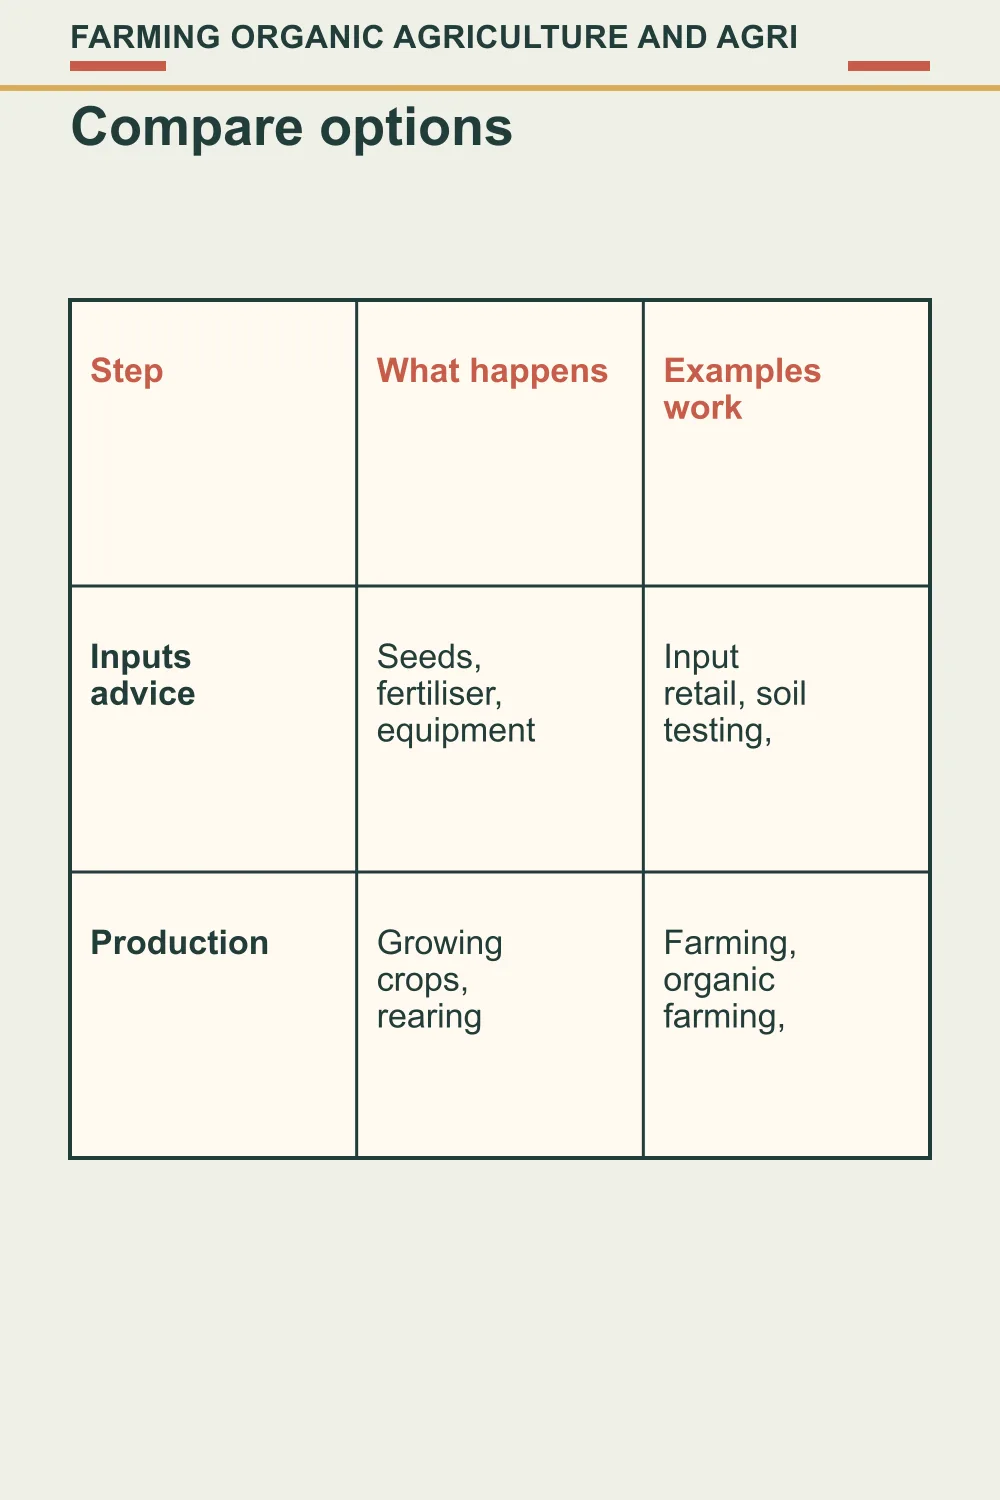 FARMING ORGANIC AGRICULTURE AND AGRI
Compare options
Step
What happens
Examples
work
Inputs
advice
Seeds,
fertiliser,
equipment
Input
retail, soil
testing,
Production
Growing
crops,
rearing
Farming,
organic
farming,